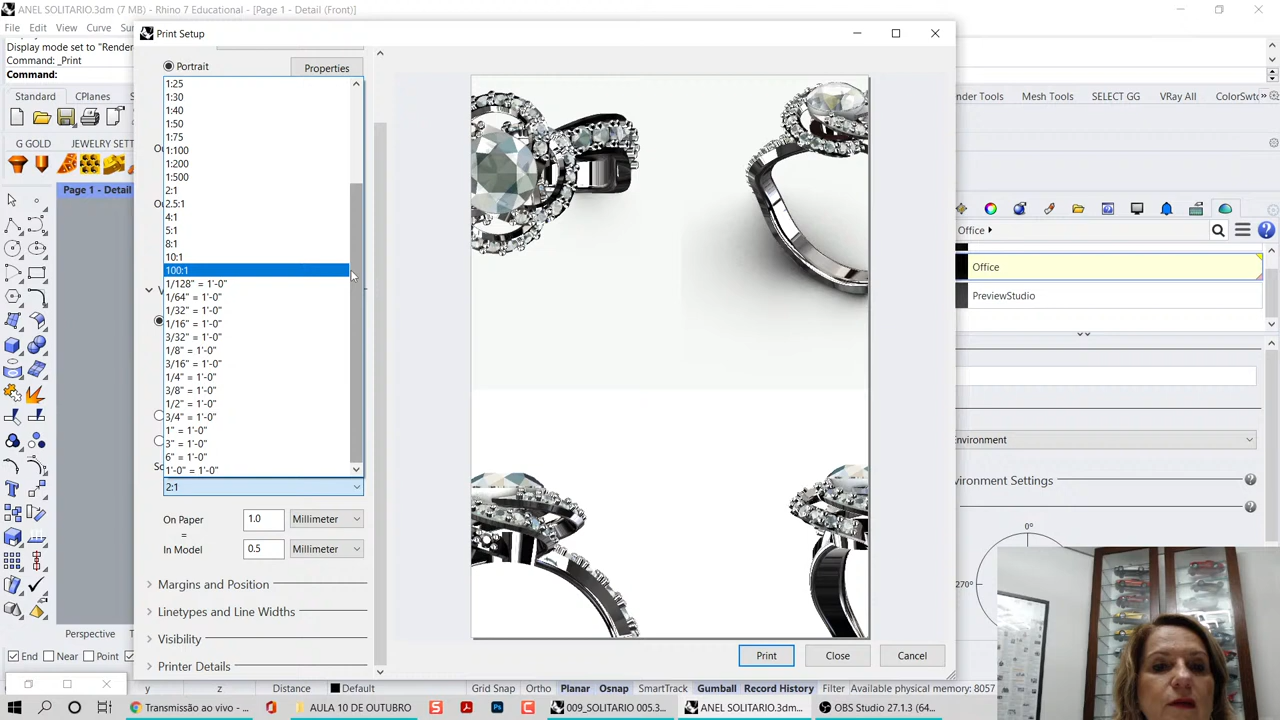 ANEL SOLITARIO.3dm (7 MB) - Rhino 7 Educational - [Page 1 - Detail (Front)]
File Edit View Curve Su
Print Setup
Display mode set to "Render
Command: _Print
Command:
Portrait
Properties
Standard CPlanes
nder Tools Mesh Tools SELECT GG VRay All ColorSwto
G GOLD JEWELRY SET
Page 1 - Detail
1:25
1:30
1:40
1:50
1:75
1:100
1:200
1:500
2:1
2.5:1
4:1
5:1
8:1
10:1
100:1
1/128" = 1'-0"
1/64" = 1'-0"
1/32" = 1'-0"
1/16" = 1'-0"
3/32" = 1'-0"
1/8" = 1'-0"
3/16" = 1'-0"
1/4" = 1'-0"
3/8" = 1'-0"
1/2" = 1'-0"
3/4" = 1'-0"
1" = 1'-0"
3" = 1'-0"
6" = 1'-0"
1'-0" = 1'-0"
2:1
On Paper 1.0 Millimeter
=
In Model 0.5 Millimeter
Margins and Position
Linetypes and Line Widths
Visibility
Printer Details
Print Close Cancel
Office
Office
PreviewStudio
nvironment
vironment Settings
0°
270°
Perspective
End Near Point
y z Distance Default Grid Snap Ortho Planar Osnap SmartTrack Gumball Record History Filter Available physical memory: 8057
Transmissão ao vivo - AULA 10 DE OUTUBRO 009_SOLITARIO 005.3... ANEL SOLITARIO.3dm... OBS Studio 27.1.3 (64...